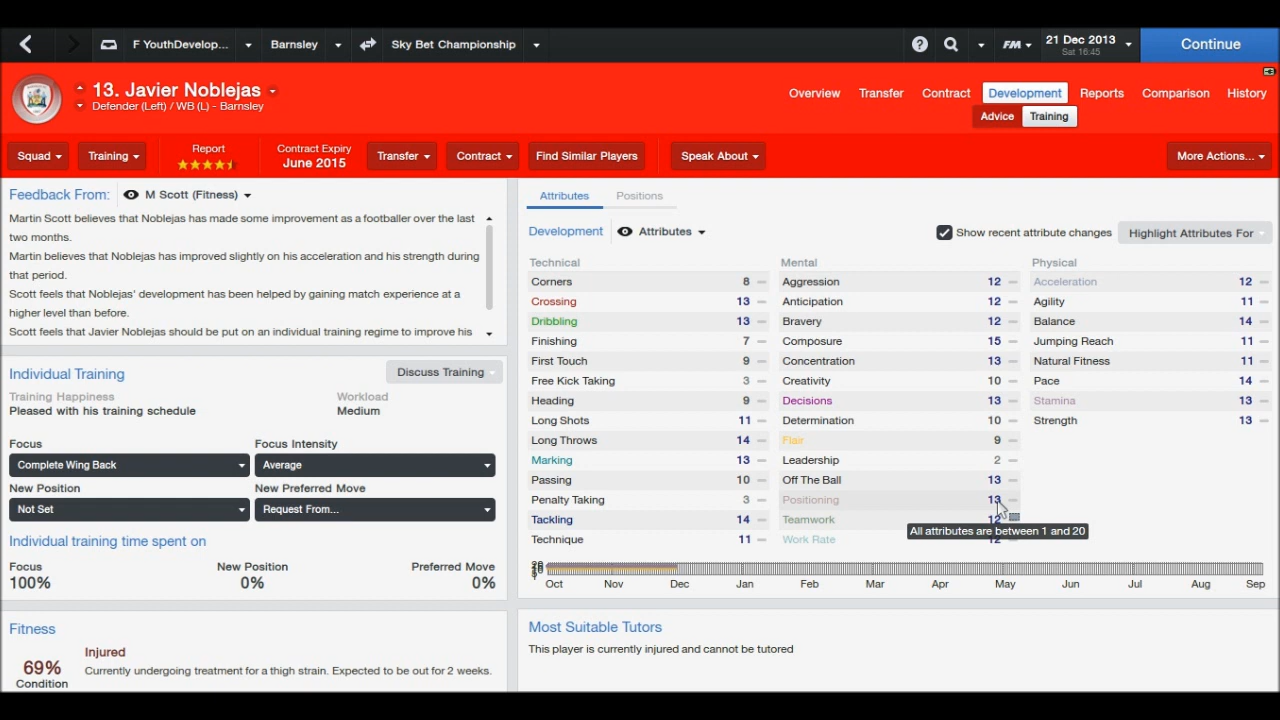 F YouthDevelop...
Barnsley
Sky Bet Championship
FM
21 Dec 2013
Sat 16:45
Continue
13. Javier Noblejas
Defender (Left) / WB (L) - Barnsley
Overview
Transfer
Contract
Development
Reports
Comparison
History
Advice
Training
Squad
Training
Report
Contract Expiry
June 2015
Transfer
Contract
Find Similar Players
Speak About
More Actions...
Feedback From:
M Scott (Fitness)
Martin Scott believes that Noblejas has made some improvement as a footballer over the last
two months.
Martin believes that Noblejas has improved slightly on his acceleration and his strength during
that period.
Scott feels that Noblejas' development has been helped by gaining match experience at a
higher level than before.
Scott feels that Javier Noblejas should be put on an individual training regime to improve his
Individual Training
Discuss Training
Training Happiness
Workload
Pleased with his training schedule
Medium
Focus
Focus Intensity
Complete Wing Back
Average
New Position
New Preferred Move
Not Set
Request From...
Individual training time spent on
Focus
New Position
Preferred Move
100%
0%
0%
Fitness
Injured
69%
Condition
Currently undergoing treatment for a thigh strain. Expected to be out for 2 weeks.
Attributes
Positions
Development
Attributes
Show recent attribute changes
Highlight Attributes For
Technical
Corners 8
Crossing 13
Dribbling 13
Finishing 7
First Touch 9
Free Kick Taking 3
Heading 9
Long Shots 11
Long Throws 14
Marking 13
Passing 10
Penalty Taking 3
Tackling 14
Technique 11
Mental
Aggression 12
Anticipation 12
Bravery 12
Composure 15
Concentration 13
Creativity 10
Decisions 13
Determination 10
Flair 9
Leadership 2
Off The Ball 13
Positioning 13
Teamwork 12
Work Rate 12
All attributes are between 1 and 20
Physical
Acceleration 12
Agility 11
Balance 14
Jumping Reach 11
Natural Fitness 11
Pace 14
Stamina 13
Strength 13
Oct Nov Dec Jan Feb Mar Apr May Jun Jul Aug Sep
Most Suitable Tutors
This player is currently injured and cannot be tutored